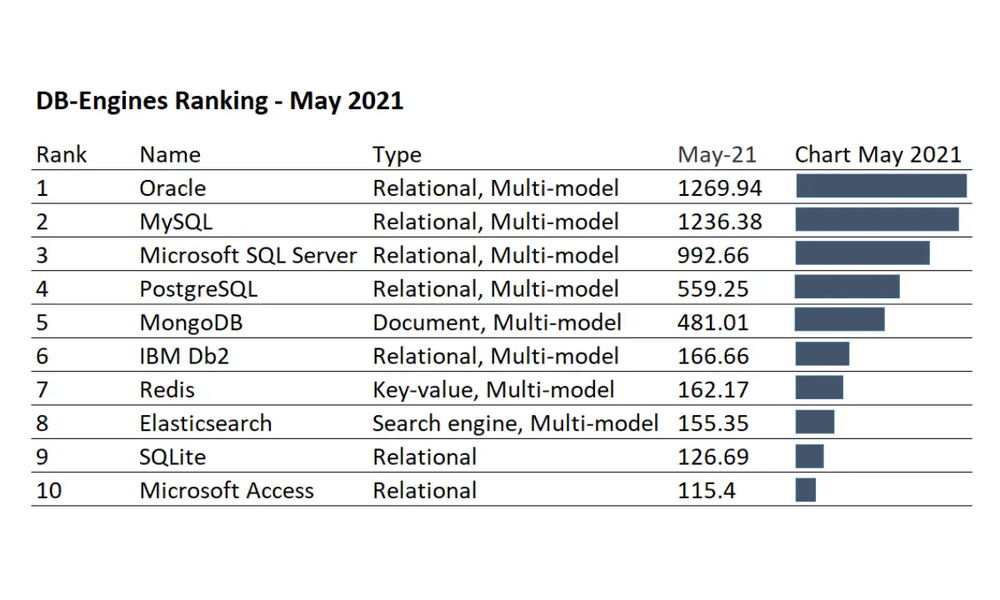 DB-Engines Ranking - May 2021
Rank Name Type May-21 Chart May 2021
1 Oracle Relational, Multi-model 1269.94
2 MySQL Relational, Multi-model 1236.38
3 Microsoft SQL Server Relational, Multi-model 992.66
4 PostgreSQL Relational, Multi-model 559.25
5 MongoDB Document, Multi-model 481.01
6 IBM Db2 Relational, Multi-model 166.66
7 Redis Key-value, Multi-model 162.17
8 Elasticsearch Search engine, Multi-model 155.35
9 SQLite Relational 126.69
10 Microsoft Access Relational 115.4